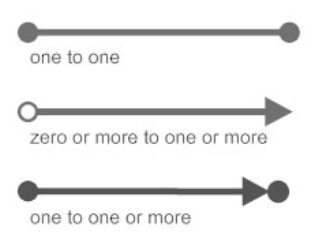 one to one
zero or more to one or more
one to one or more